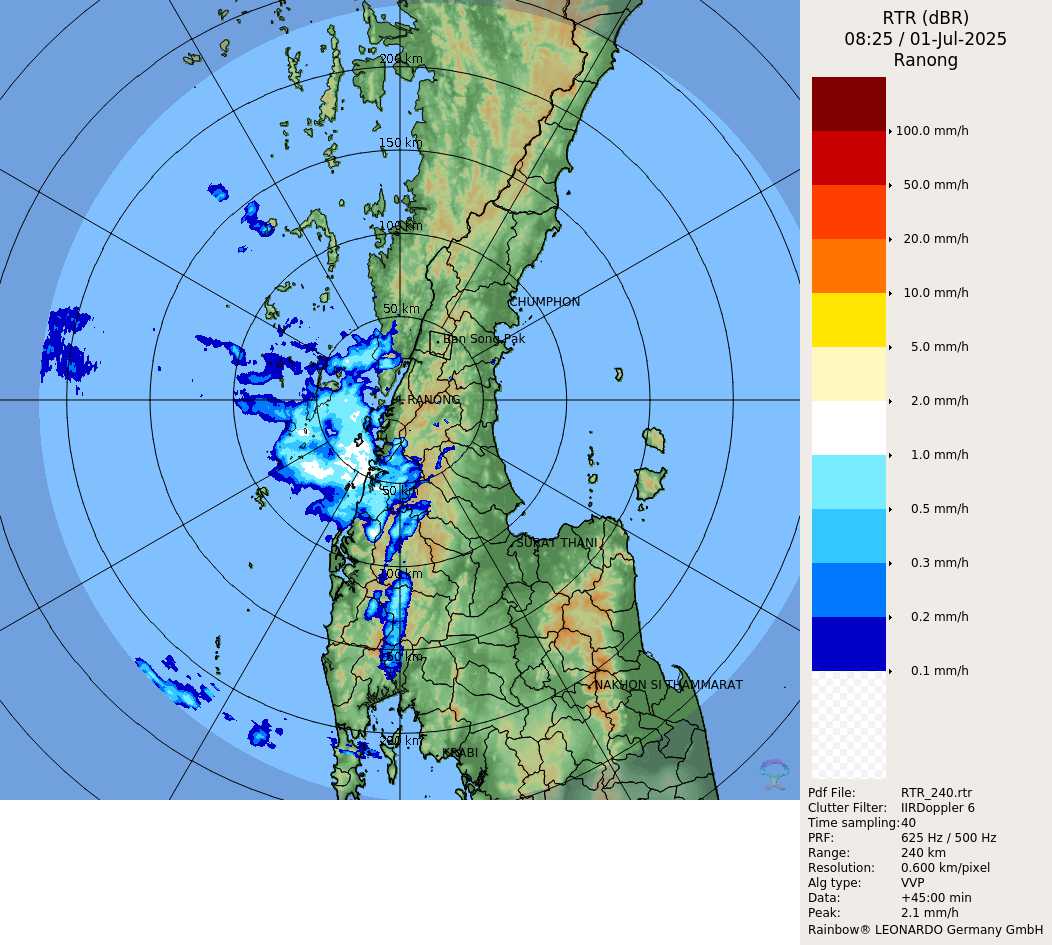 RTR (dBR)
08:25 / 01-Jul-2025
Ranong
100.0 mm/h
50.0 mm/h
20.0 mm/h
10.0 mm/h
5.0 mm/h
2.0 mm/h
1.0 mm/h
0.5 mm/h
0.3 mm/h
0.2 mm/h
0.1 mm/h
200 km
150 km
100 km
50 km
CHUMPHON
Ban Song Pak
RANONG
50 km
SURAT THANI
100 km
150 km
NAKHON SI THAMMARAT
200 km
KRABI
Pdf File: RTR_240.rtr
Clutter Filter: IIRDoppler 6
Time sampling:40
PRF: 625 Hz / 500 Hz
Range: 240 km
Resolution: 0.600 km/pixel
Alg type: VVP
Data: +45:00 min
Peak: 2.1 mm/h
Rainbow® LEONARDO Germany GmbH